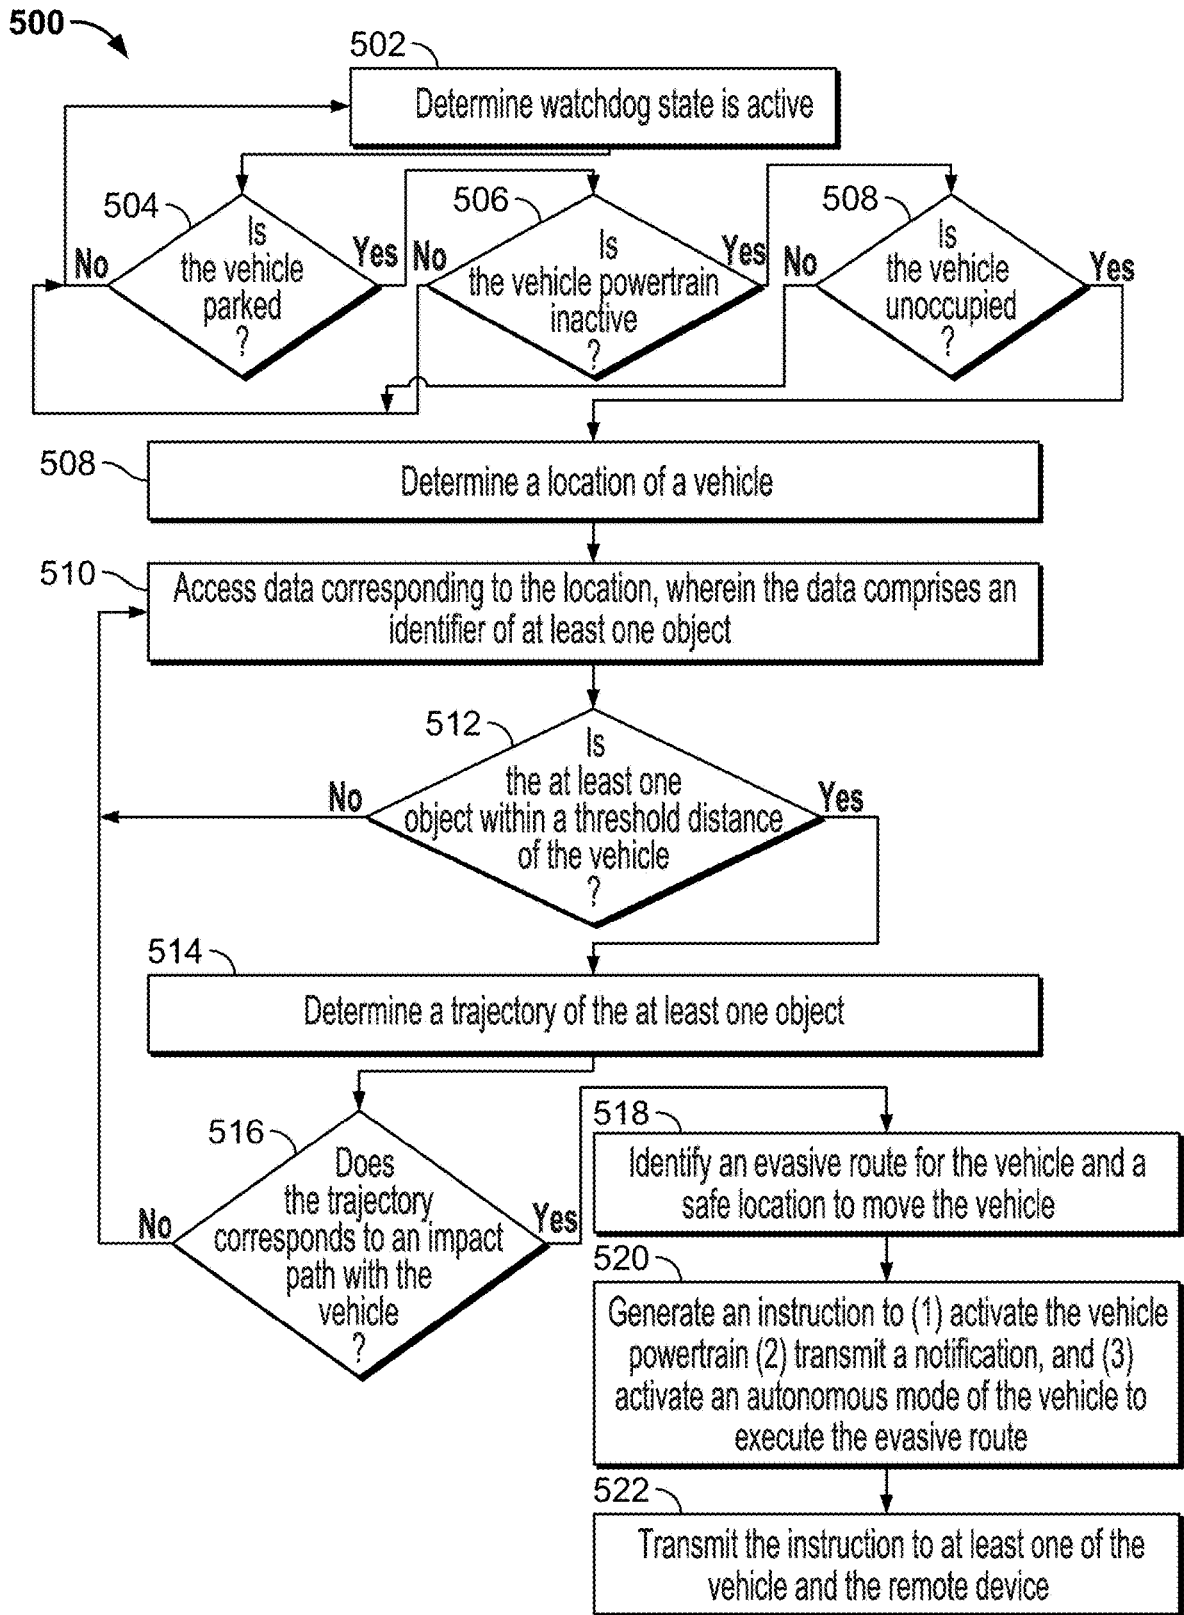 500
502
Determine watchdog state is active
504
No
Is
the vehicle
parked
?
Yes
506
No
Is
the vehicle powertrain
inactive
?
Yes
508
No
Is
the vehicle
unoccupied
?
Yes
508
Determine a location of a vehicle
510
Access data corresponding to the location, wherein the data comprises an
identifier of at least one object
512
No
Is
the at least one
object within a threshold distance
of the vehicle
?
Yes
514
Determine a trajectory of the at least one object
516
No
Does
the trajectory
corresponds to an impact
path with the
vehicle
?
Yes
518
Identify an evasive route for the vehicle and a
safe location to move the vehicle
520
Generate an instruction to (1) activate the vehicle
powertrain (2) transmit a notification, and (3)
activate an autonomous mode of the vehicle to
execute the evasive route
522
Transmit the instruction to at least one of the
vehicle and the remote device